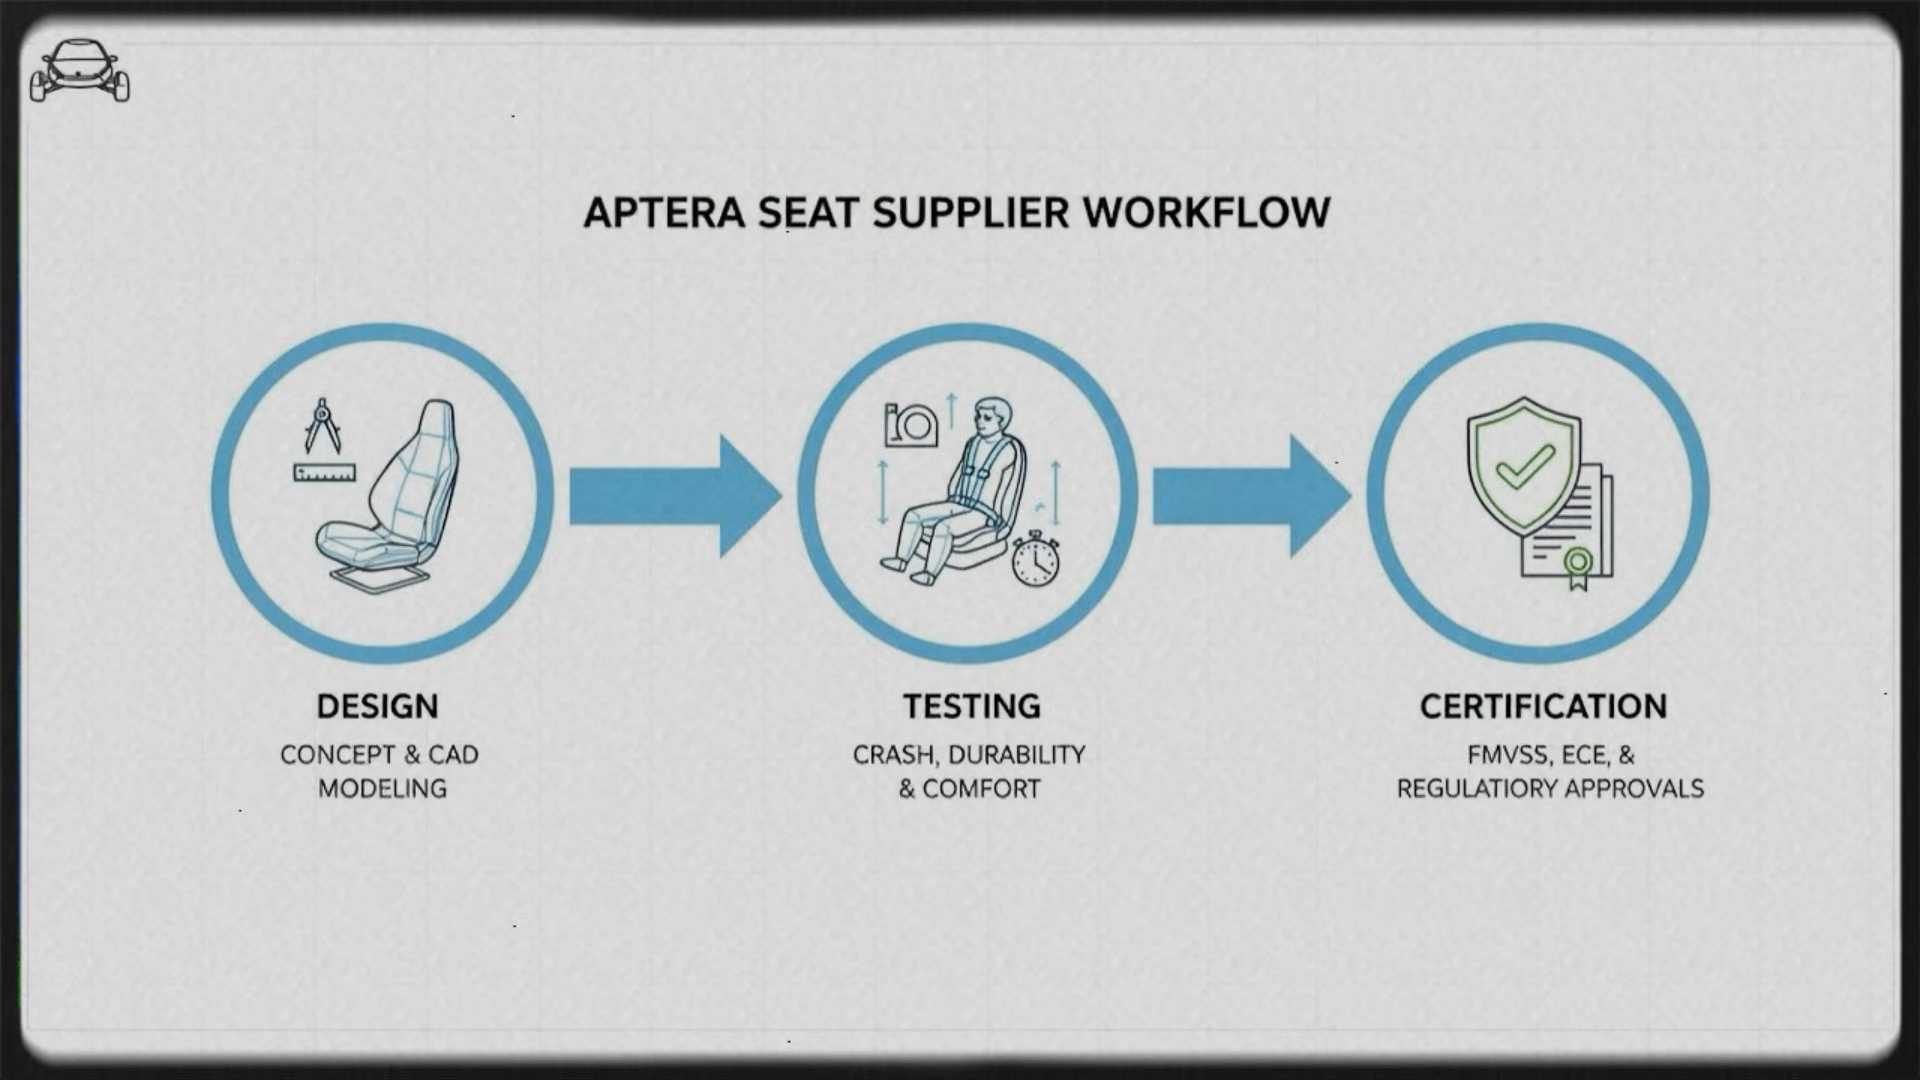 APTERA SEAT SUPPLIER WORKFLOW
DESIGN
CONCEPT & CAD
MODELING
TESTING
CRASH, DURABILITY
& COMFORT
CERTIFICATION
FMVSS, ECE, &
REGULATIORY APPROVALS